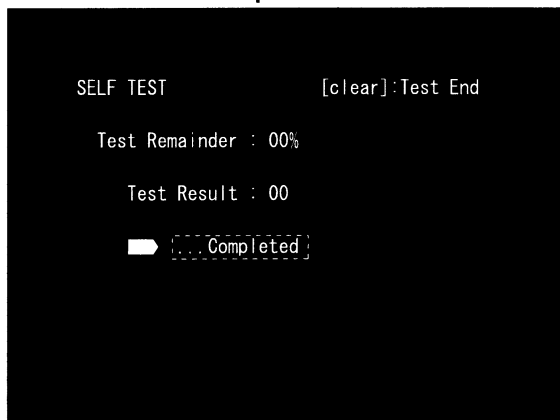 SELF TEST [clear]:Test End
Test Remainder : 00%
Test Result : 00
...Completed